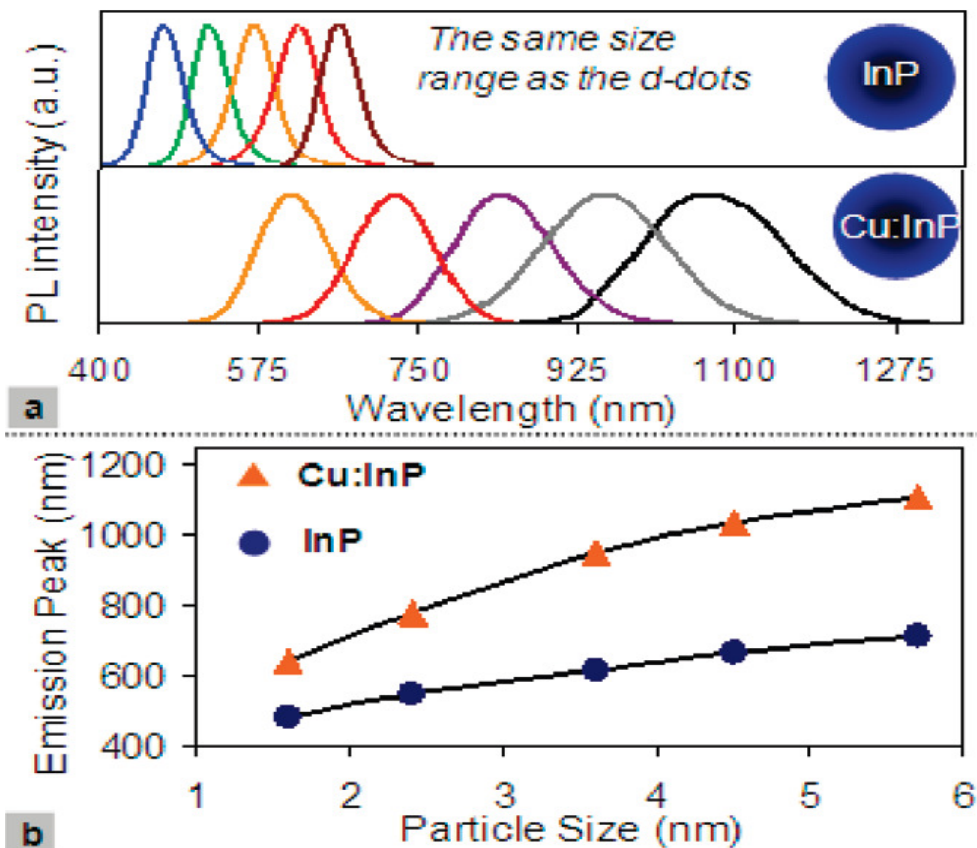 The same size
range as the d-dots
InP
Cu:InP
PL intensity (a.u.)
400 575 750 925 1100 1275
a
Wavelength (nm)
1200
1000
800
600
400
Cu:InP
InP
Emission Peak (nm)
1 2 3 4 5 6
b
Particle Size (nm)